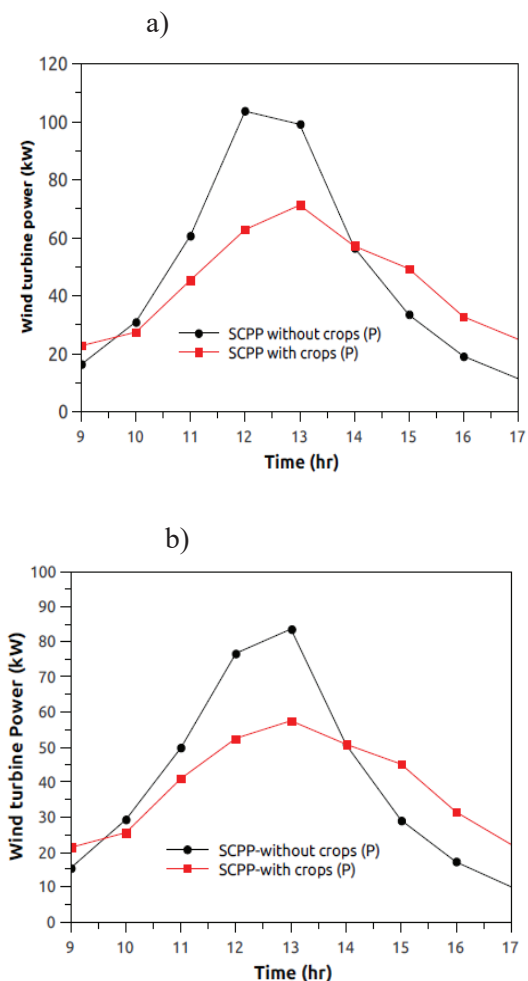 a)
120
100
80
60
40
20
0
Wind turbine power (kW)
SCPP without crops (P)
SCPP with crops (P)
9 10 11 12 13 14 15 16 17
Time (hr)
b)
100
90
80
70
60
50
40
30
20
10
0
Wind turbine Power (kW)
SCPP-without crops (P)
SCPP-with crops (P)
9 10 11 12 13 14 15 16 17
Time (hr)